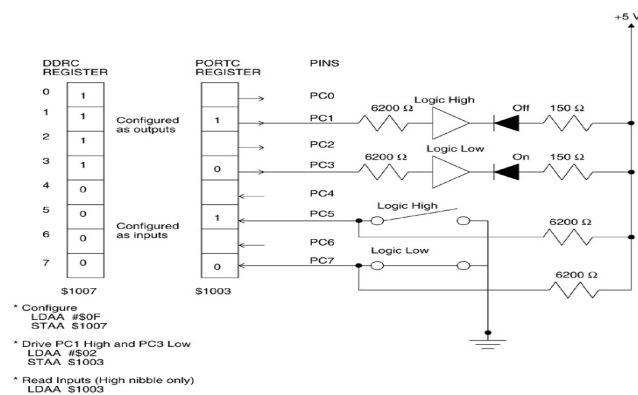 +5 V
DDRC REGISTER
PORTC REGISTER
PINS
0 1
1 1
2 1
3 1
4 0
5 0
6 0
7 0
Configured as outputs
Configured as inputs
1
0
1
0
PC0
PC1
PC2
PC3
PC4
PC5
PC6
PC7
6200 Ω
Logic High
Off
150 Ω
6200 Ω
Logic Low
On
150 Ω
Logic High
6200 Ω
Logic Low
6200 Ω
$1007
$1003
* Configure
LDAA #$0F
STAA $1007
* Drive PC1 High and PC3 Low
LDAA #$02
STAA $1003
* Read Inputs (High nibble only)
LDAA $1003